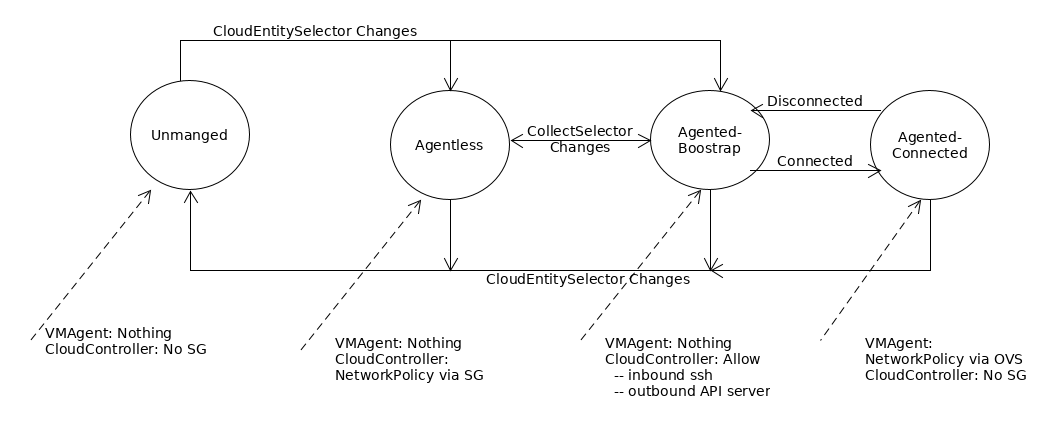 CloudEntitySelector Changes
Unmanged
Agentless
CollectSelector
Changes
Agented-
Boostrap
Disconnected
Connected
Agented-
Connected
CloudEntitySelector Changes
VMAgent: Nothing
CloudController: No SG
VMAgent: Nothing
CloudController:
NetworkPolicy via SG
VMAgent: Nothing
CloudController: Allow
-- inbound ssh
-- outbound API server
VMAgent:
NetworkPolicy via OVS
CloudController: No SG